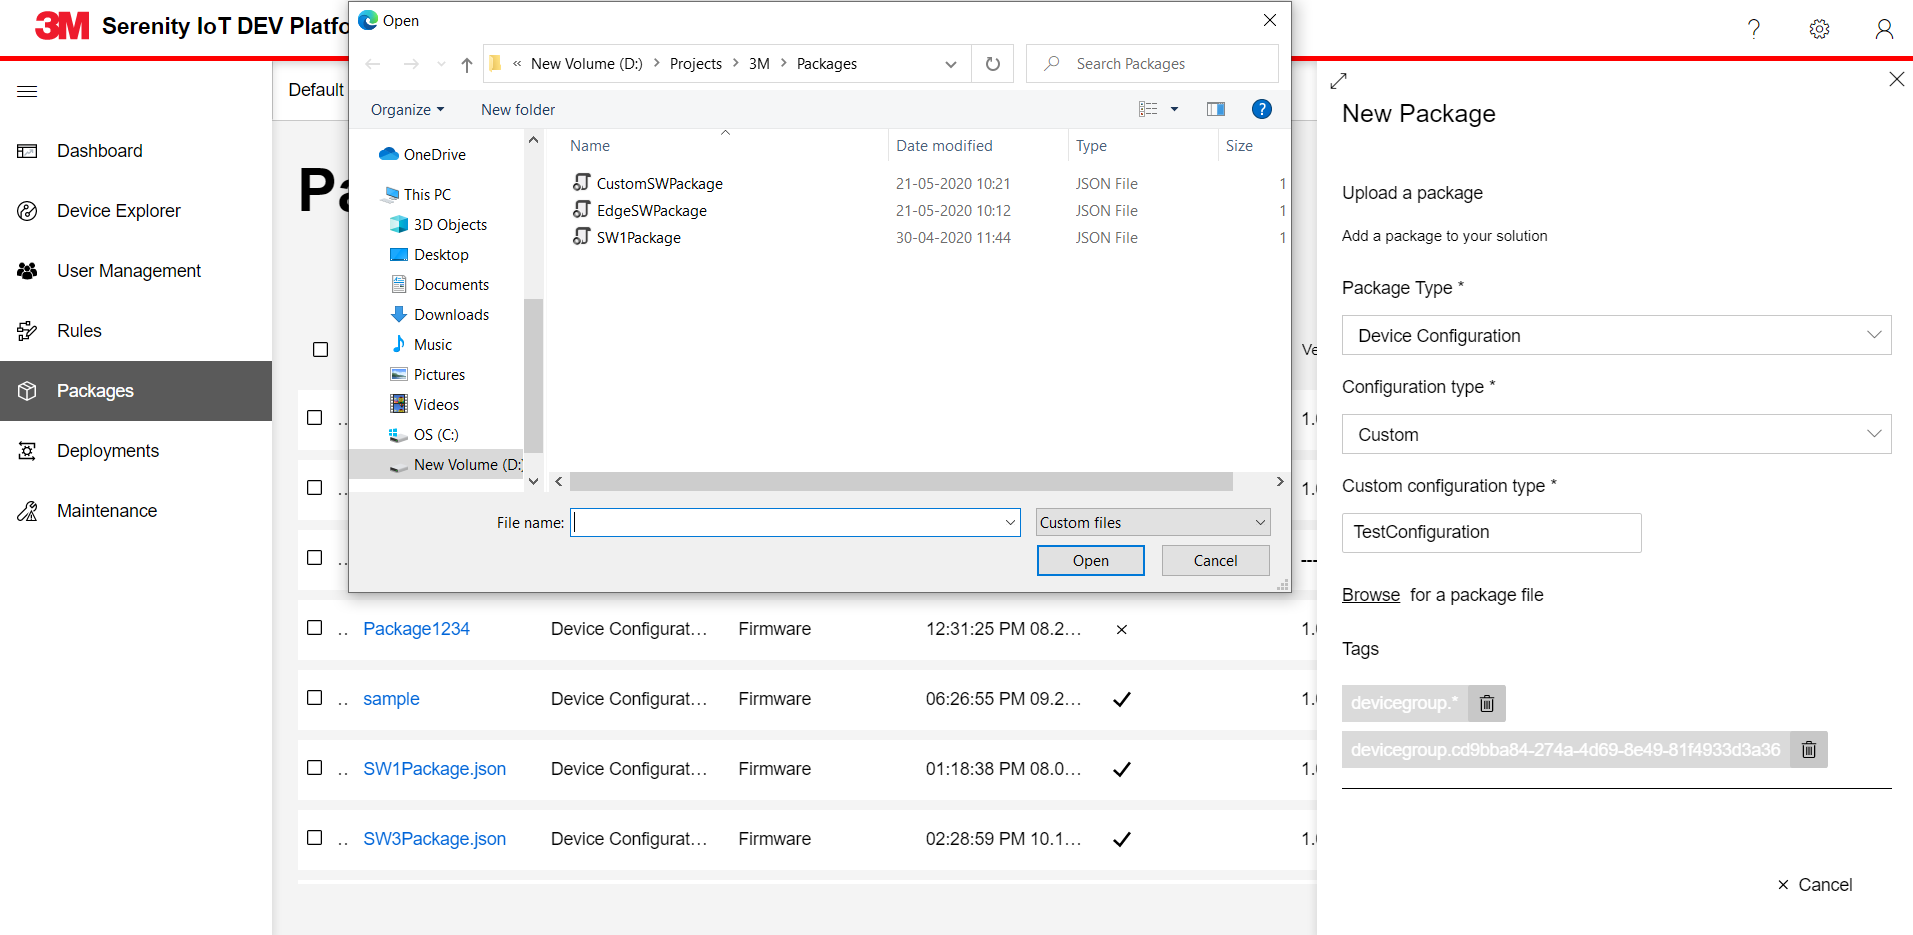 3M Serenity IoT DEV Platfo
?
Dashboard
Device Explorer
User Management
Rules
Packages
Deployments
Maintenance
Default
Open
« New Volume (D:) > Projects > 3M > Packages
Search Packages
Organize
New folder
?
OneDrive
This PC
3D Objects
Desktop
Documents
Downloads
Music
Pictures
Videos
OS (C:)
New Volume (D:)
Name Date modified Type Size
CustomSWPackage 21-05-2020 10:21 JSON File 1
EdgeSWPackage 21-05-2020 10:12 JSON File 1
SW1Package 30-04-2020 11:44 JSON File 1
File name:
Custom files
Open
Cancel
Ve
..
..
..
---
.. Package1234 Device Configurat... Firmware 12:31:25 PM 08.2...
.. sample Device Configurat... Firmware 06:26:55 PM 09.2...
.. SW1Package.json Device Configurat... Firmware 01:18:38 PM 08.0...
.. SW3Package.json Device Configurat... Firmware 02:28:59 PM 10.1...
New Package
Upload a package
Add a package to your solution
Package Type *
Device Configuration
Configuration type *
Custom
Custom configuration type *
TestConfiguration
Browse for a package file
Tags
devicegroup.*
devicegroup.cd9bba84-274a-4d69-8e49-81f4933d3a36
Cancel